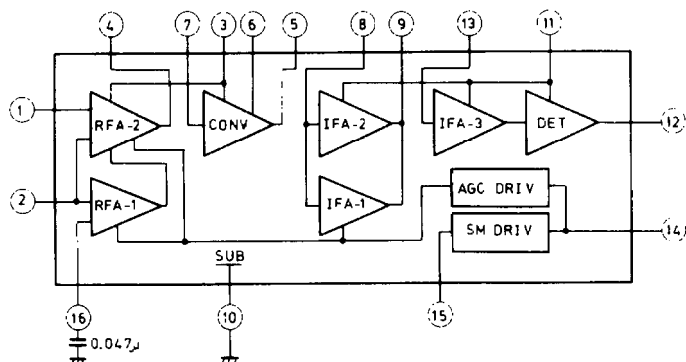 4 7 3 6 5 8 9 13 11
1 RFA-2 CONV IFA-2 IFA-3 DET 12
2 RFA-1 IFA-1 AGC DRIV
SM DRIV 14
SUB
16 10 15
0.047μ